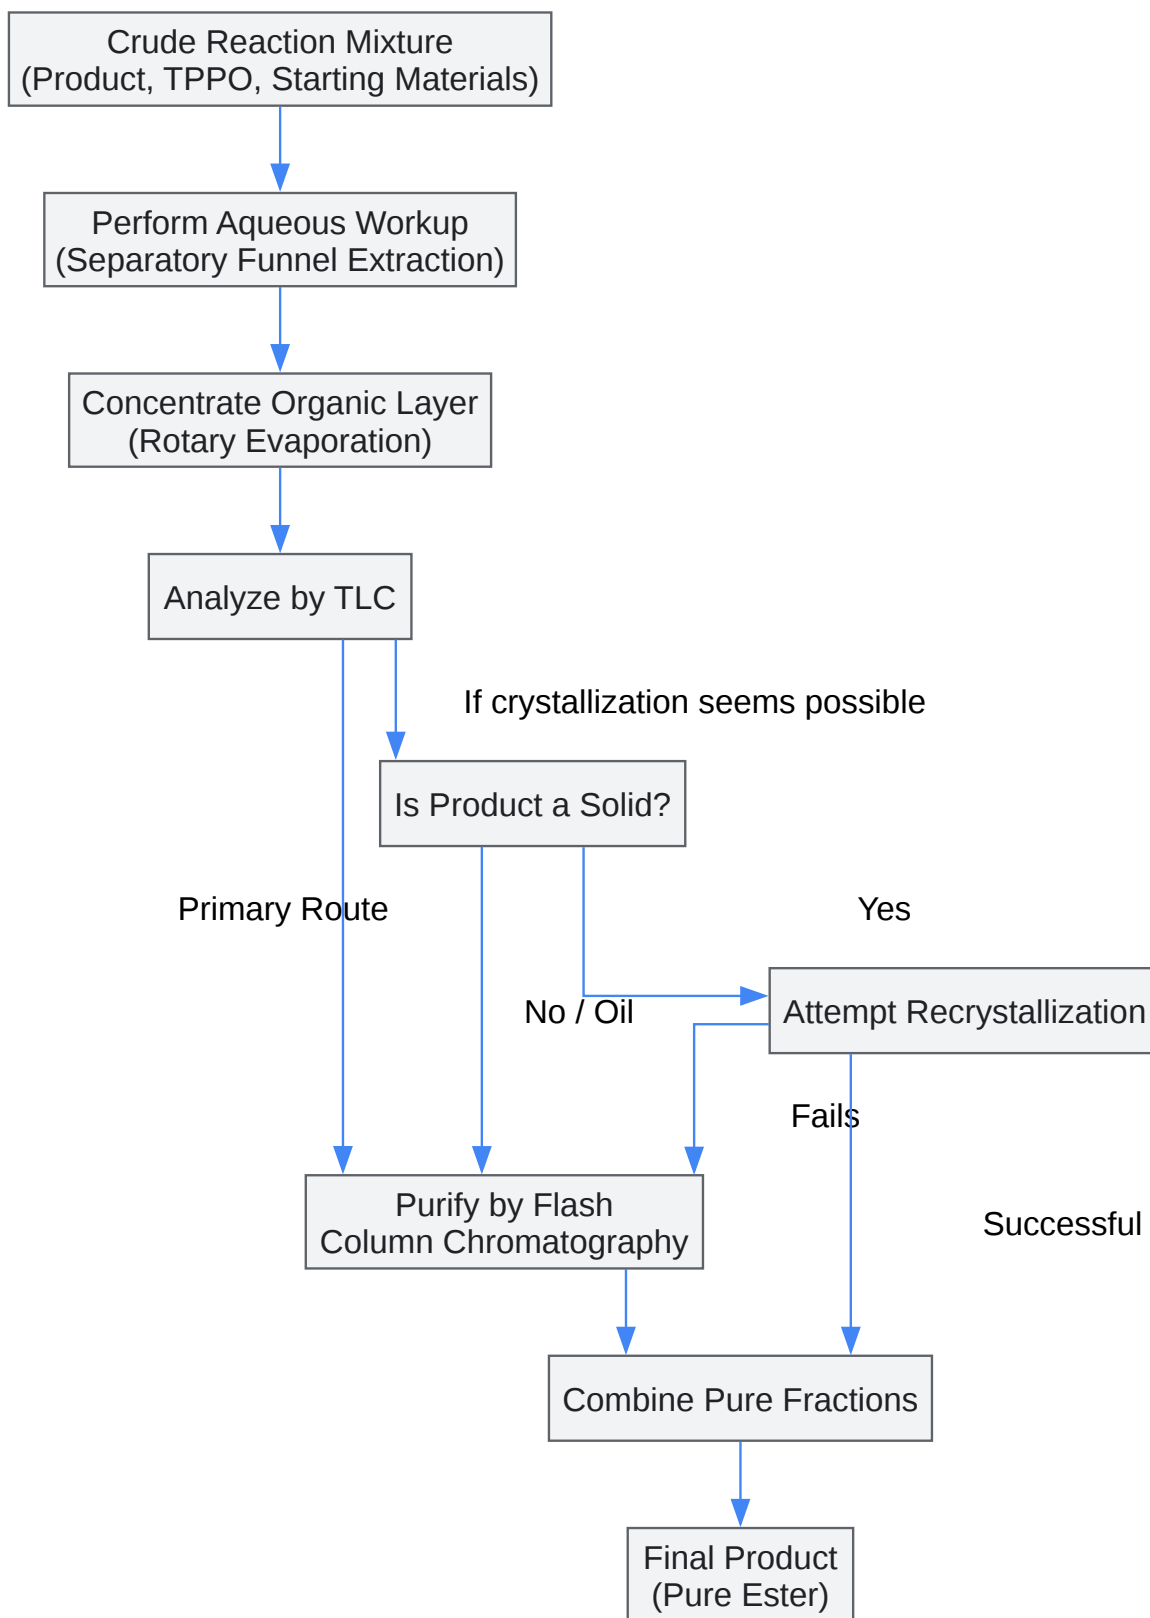 Crude Reaction Mixture
(Product, TPPO, Starting Materials)
Perform Aqueous Workup
(Separatory Funnel Extraction)
Concentrate Organic Layer
(Rotary Evaporation)
Analyze by TLC
If crystallization seems possible
Is Product a Solid?
Primary Route
Yes
No / Oil
Attempt Recrystallization
Fails
Purify by Flash
Column Chromatography
Successful
Combine Pure Fractions
Final Product
(Pure Ester)